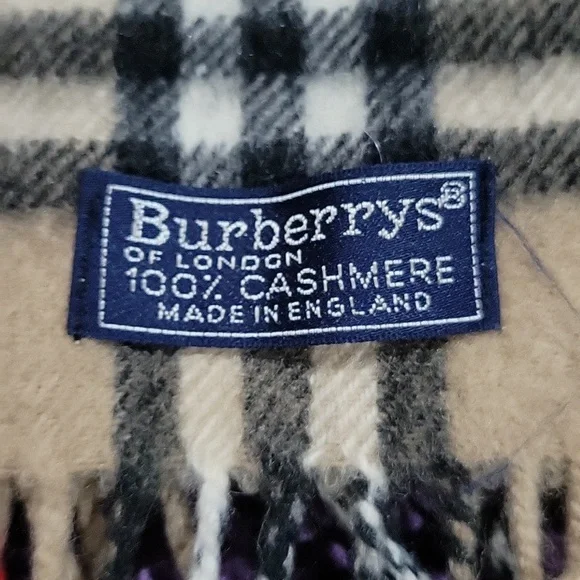 Burberrys®
OF LONDON
100% CASHMERE
MADE IN ENGLAND